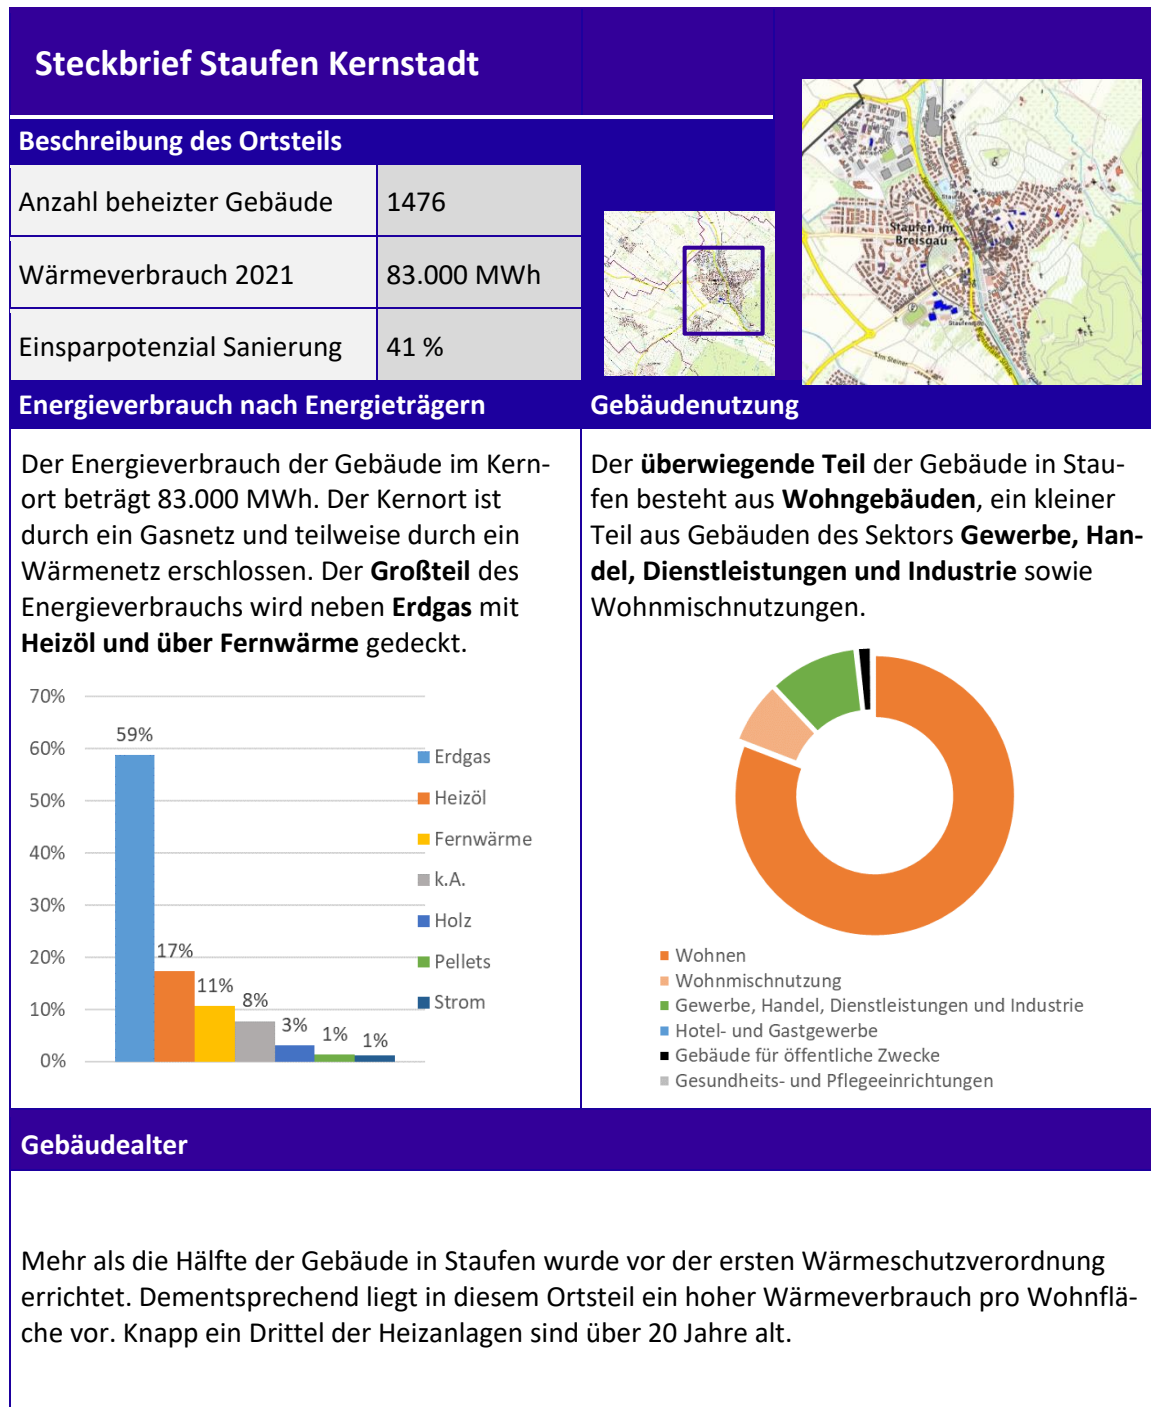 Steckbrief Staufen Kernstadt
Beschreibung des Ortsteils
Anzahl beheizter Gebäude 1476
Wärmeverbrauch 2021 83.000 MWh
Einsparpotenzial Sanierung 41 %
Staufen im
Breisgau
Energieverbrauch nach Energieträgern
Der Energieverbrauch der Gebäude im Kern-
ort beträgt 83.000 MWh. Der Kernort ist
durch ein Gasnetz und teilweise durch ein
Wärmenetz erschlossen. Der Großteil des
Energieverbrauchs wird neben Erdgas mit
Heizöl und über Fernwärme gedeckt.
70%
60%
50%
40%
30%
20%
10%
0%
59%
17%
11%
8%
3%
1%
1%
Erdgas
Heizöl
Fernwärme
k.A.
Holz
Pellets
Strom
Gebäudenutzung
Der überwiegende Teil der Gebäude in Stau-
fen besteht aus Wohngebäuden, ein kleiner
Teil aus Gebäuden des Sektors Gewerbe, Han-
del, Dienstleistungen und Industrie sowie
Wohnmischnutzungen.
Wohnen
Wohnmischnutzung
Gewerbe, Handel, Dienstleistungen und Industrie
Hotel- und Gastgewerbe
Gebäude für öffentliche Zwecke
Gesundheits- und Pflegeeinrichtungen
Gebäudealter
Mehr als die Hälfte der Gebäude in Staufen wurde vor der ersten Wärmeschutzverordnung
errichtet. Dementsprechend liegt in diesem Ortsteil ein hoher Wärmeverbrauch pro Wohnflä-
che vor. Knapp ein Drittel der Heizanlagen sind über 20 Jahre alt.